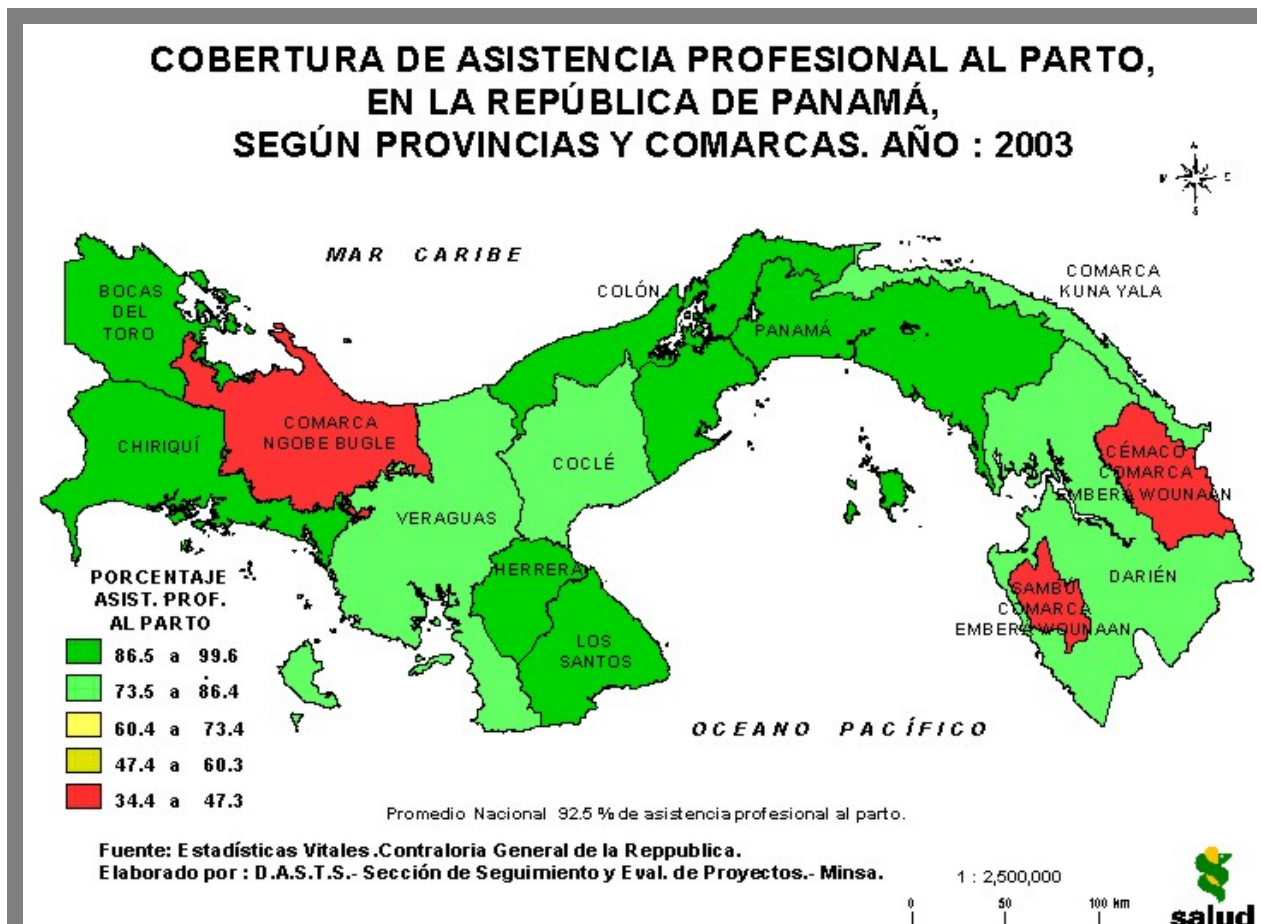 COBERTURA DE ASISTENCIA PROFESIONAL AL PARTO,
EN LA REPÚBLICA DE PANAMÁ,
SEGÚN PROVINCIAS Y COMARCAS. AÑO : 2003
MAR CARIBE
COMARCA
KUNA YALA
BOCAS
DEL
TORO
COLÓN
PANAMÁ
COMARCA
NGOBE BUGLE
CHIRIQUÍ
COCLÉ
CÉMACO
COMARCA
EMBERÁ WOUNAAN
VERAGUAS
HERRERA
DARIÉN
SAMBÚ
COMARCA
EMBERÁ WOUNAAN
LOS
SANTOS
PORCENTAJE
ASIST. PROF.
AL PARTO
86.5 a 99.6
73.5 a 86.4
60.4 a 73.4
47.4 a 60.3
34.4 a 47.3
OCEANO PACÍFICO
Promedio Nacional 92.5 % de asistencia profesional al parto.
Fuente: Estadísticas Vitales .Contraloria General de la Reppublica.
Elaborado por : D.A.S.T.S.- Sección de Seguimiento y Eval. de Proyectos.- Minsa.
1 : 2,500,000
0 50 100 km
salud